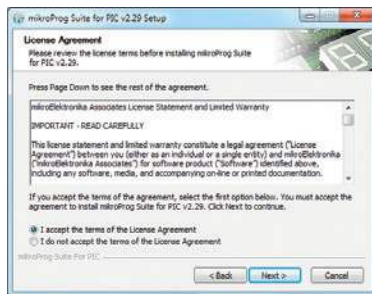 mikroProg Suite for PIC v2.29 Setup
License Agreement
Please review the license terms before installing mikroProg Suite
for PIC v2.29.
Press Page Down to see the rest of the agreement.
mikroElektronika Associates License Statement and Limited Warranty
IMPORTANT - READ CAREFULLY
This license statement and limited warranty constitute a legal agreement ("License
Agreement") between you (either as an individual or a single entity) and mikroElektronika
("mikroElektronika Associates") for software product ("Software") identified above,
including any software, media, and accompanying on-line or printed documentation.
If you accept the terms of the agreement, select the first option below. You must accept the
agreement to install mikroProg Suite for PIC v2.29. Click Next to continue.
I accept the terms of the License Agreement
I do not accept the terms of the License Agreement
mikroProg Suite For PIC
< Back Next > Cancel